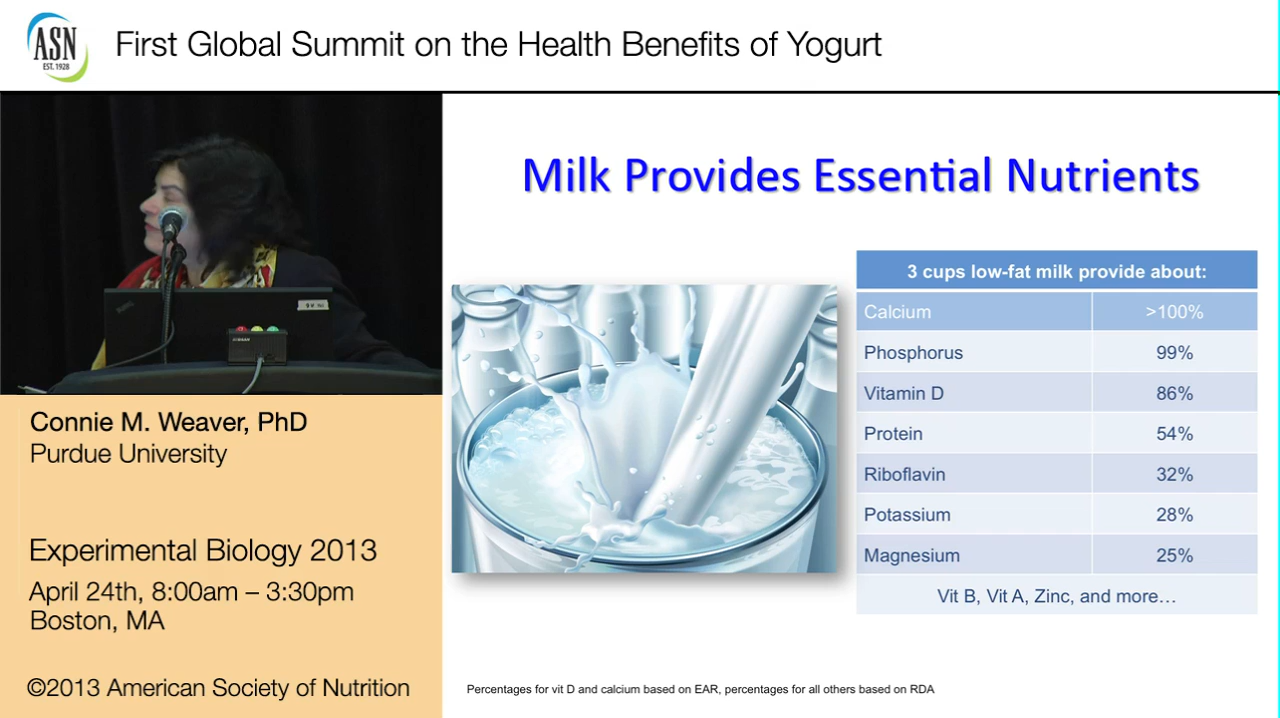 ASN
EST. 1928
First Global Summit on the Health Benefits of Yogurt
Connie M. Weaver, PhD
Purdue University
Experimental Biology 2013
April 24th, 8:00am – 3:30pm
Boston, MA
©2013 American Society of Nutrition
Milk Provides Essential Nutrients
3 cups low-fat milk provide about:
Calcium >100%
Phosphorus 99%
Vitamin D 86%
Protein 54%
Riboflavin 32%
Potassium 28%
Magnesium 25%
Vit B, Vit A, Zinc, and more…
Percentages for vit D and calcium based on EAR, percentages for all others based on RDA